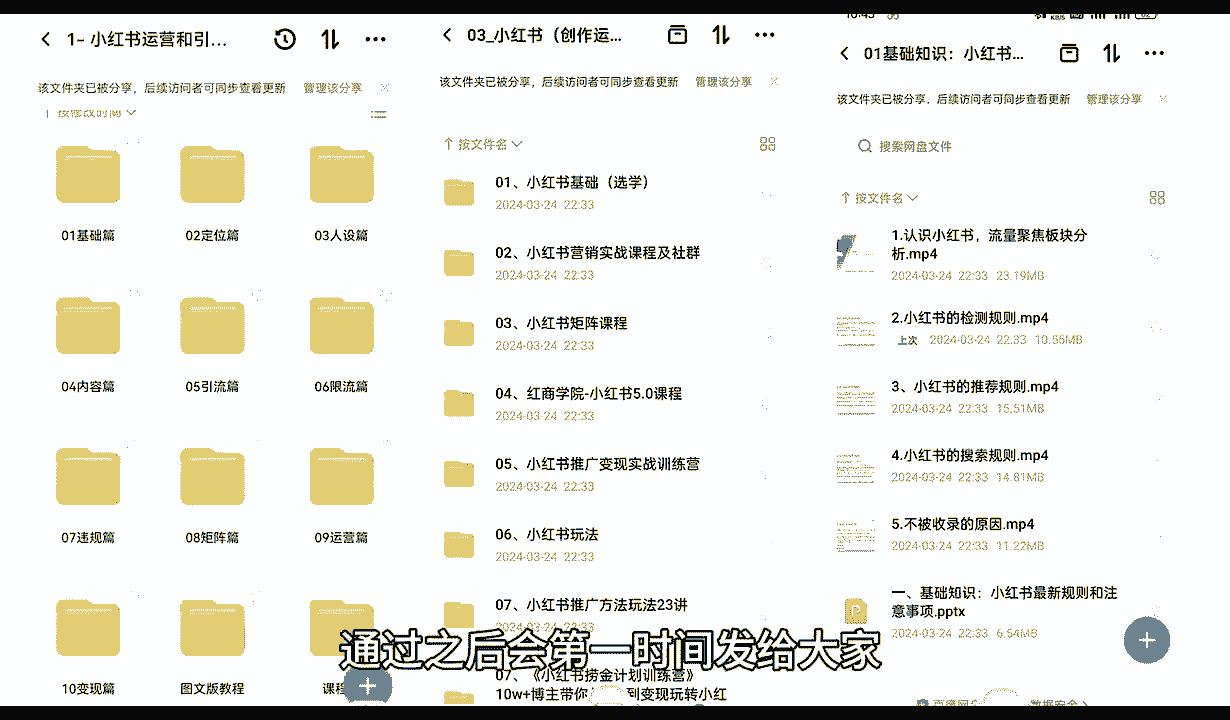 1~ 小红书运营和引...
该文件夹已被分享，后续访问者可同步查看更新 管理该分享
按修改时间
01基础篇 02定位篇 03人设篇
04内容篇 05引流篇 06限流篇
07违规篇 08矩阵篇 09运营篇
10变现篇 图文版教程 课程
03_小红书（创作运...
该文件夹已被分享，后续访问者可同步查看更新 管理该分享
按文件名
01、小红书基础（选学）
2024-03-24 22:33
02、小红书营销实战课程及社群
2024-03-24 22:33
03、小红书矩阵课程
2024-03-24 22:33
04、红商学院-小红书5.0课程
2024-03-24 22:33
05、小红书推广变现实战训练营
2024-03-24 22:33
06、小红书玩法
2024-03-24 22:33
07、小红书推广方法玩法23讲
2024-03-24 22:33
07、《小红书捞金计划训练营》
10w+博主带你 到变现玩转小红
01基础知识：小红书...
该文件夹已被分享，后续访问者可同步查看更新 管理该分享
搜索网盘文件
按文件名
1.认识小红书，流量聚焦板块分
析.mp4
2024-03-24 22:33 23.19MB
2.小红书的检测规则.mp4
上次 2024-03-24 22:33 10.55MB
3、小红书的推荐规则.mp4
2024-03-24 22:33 15.51MB
4.小红书的搜索规则.mp4
2024-03-24 22:33 14.81MB
5.不被收录的原因.mp4
2024-03-24 22:33 11.22MB
一、基础知识：小红书最新规则和注
意事项.pptx
2024-03-24 22:33 6.54MB
通过之后会第一时间发给大家